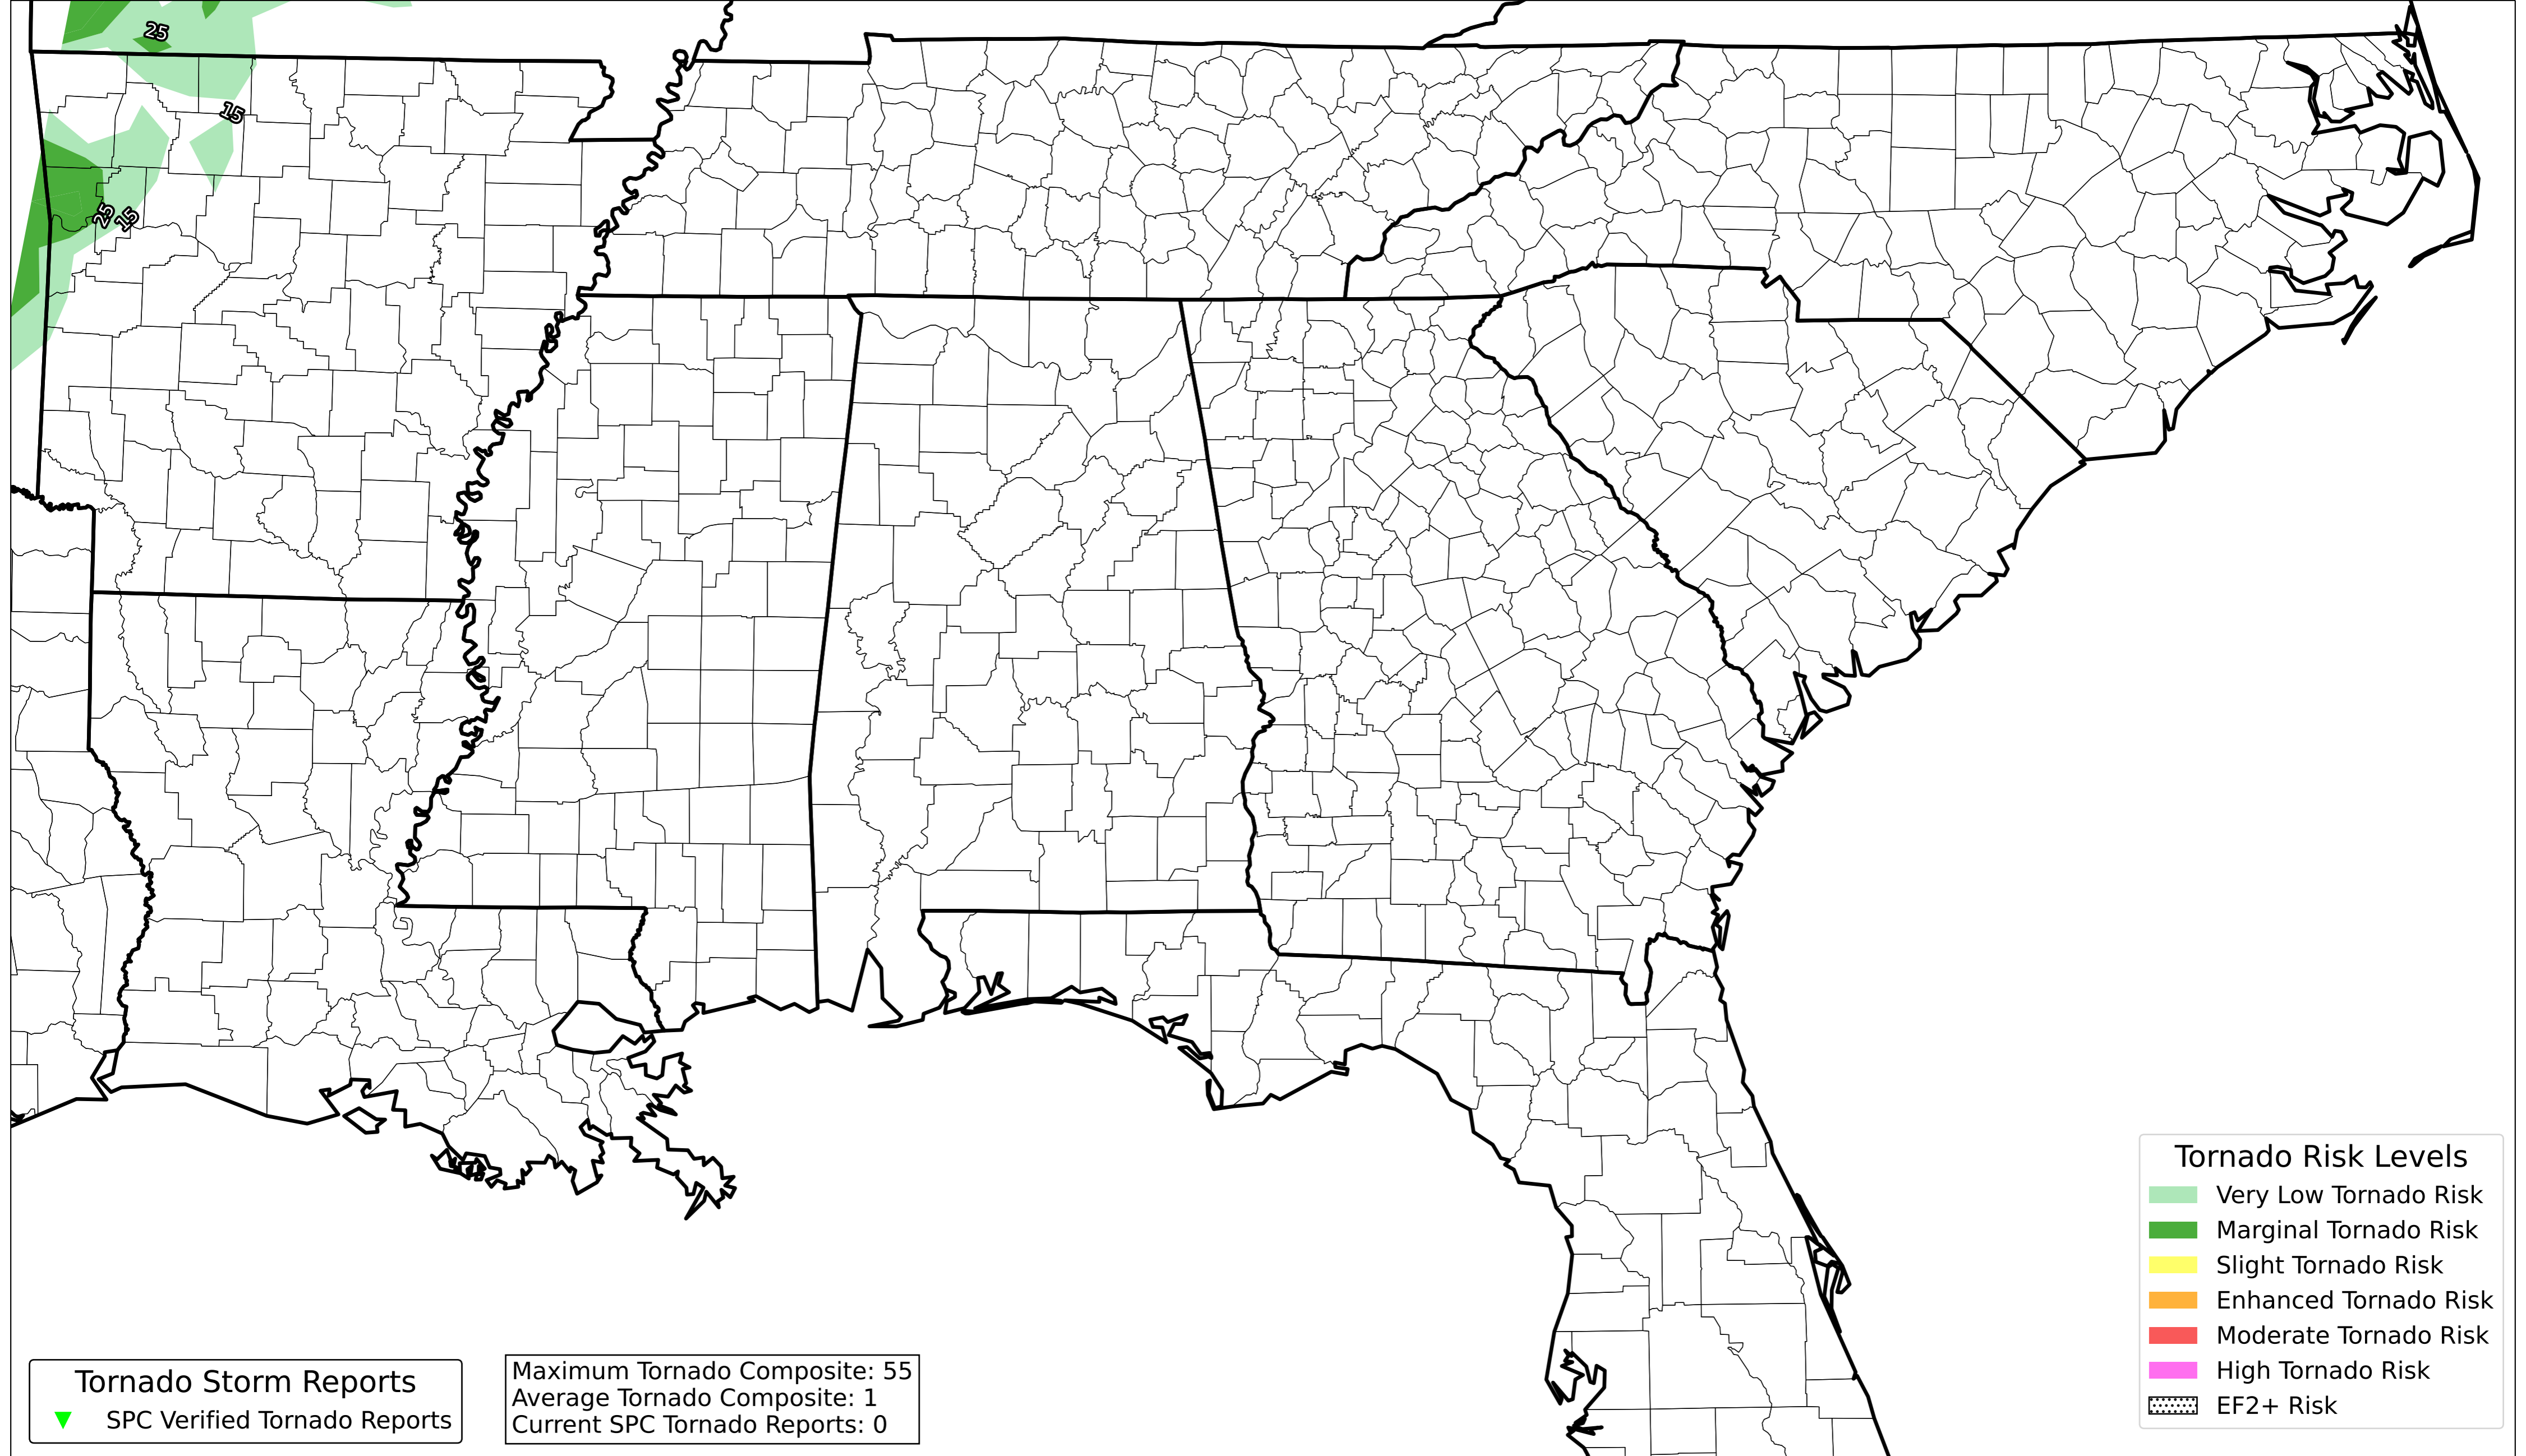 25
15
25
15
Tornado Risk Levels
Very Low Tornado Risk
Marginal Tornado Risk
Slight Tornado Risk
Enhanced Tornado Risk
Moderate Tornado Risk
High Tornado Risk
EF2+ Risk
Tornado Storm Reports
SPC Verified Tornado Reports
Maximum Tornado Composite: 55
Average Tornado Composite: 1
Current SPC Tornado Reports: 0